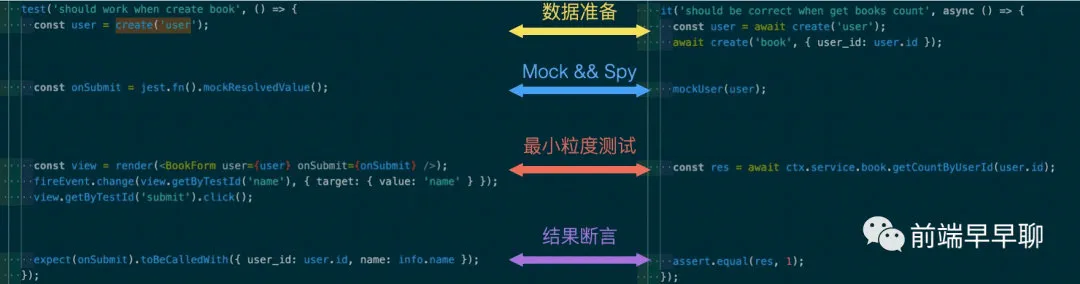 test('should work when create book', () => {
const user = create('user');
const onSubmit = jest.fn().mockResolvedValue();
const view = render(<BookForm user={user} onSubmit={onSubmit} />);
fireEvent.change(view.getByTestId('name'), { target: { value: 'name' } });
view.getByTestId('submit').click();
expect(onSubmit).toBeCalledWith({ user_id: user.id, name: info.name });
});
数据准备
Mock && Spy
最小粒度测试
结果断言
it('should be correct when get books count', async () => {
const user = await create('user');
await create('book', { user_id: user.id });
mockUser(user);
const res = await ctx.service.book.getCountByUserId(user.id);
assert.equal(res, 1);
});
前端早早聊